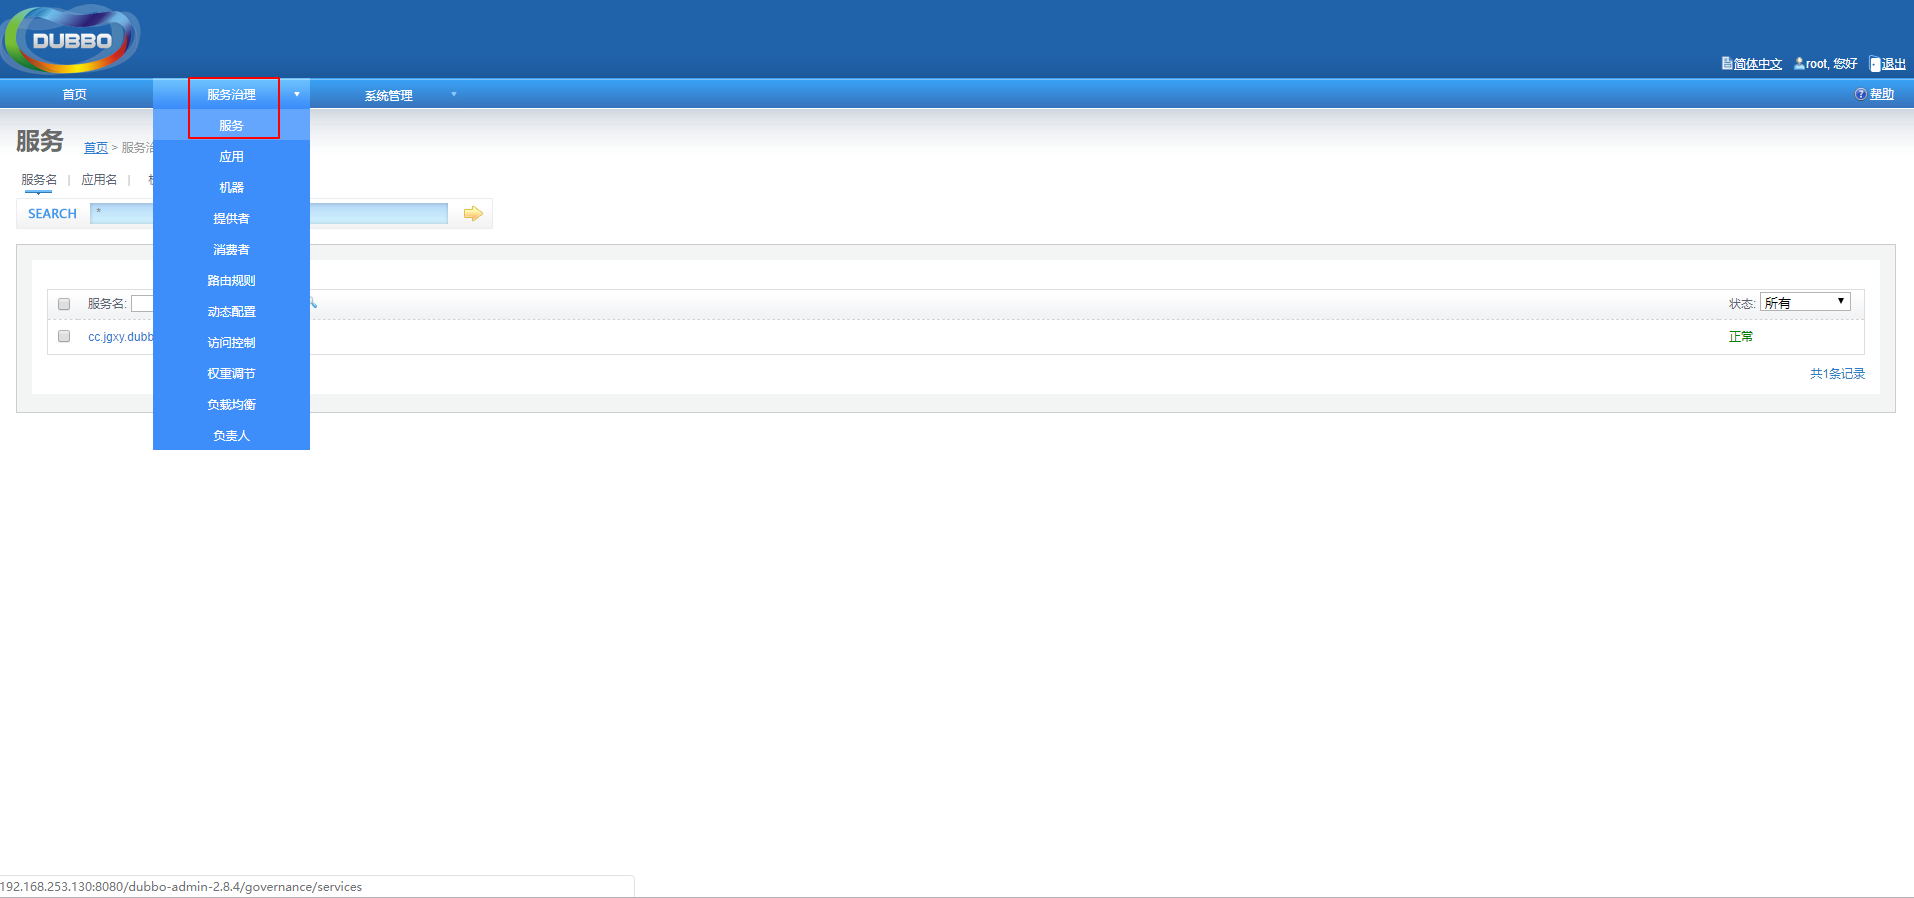 DUBBO
简体中文 root, 您好 退出
首页 服务治理 ▼ 系统管理 ▼ 帮助
服务
应用
机器
提供者
消费者
路由规则
动态配置
访问控制
权重调节
负载均衡
负责人
服务 首页 > 服务治
服务名 | 应用名 |
SEARCH *
服务名: 状态: 所有 ▼
cc.jgxy.dubb 正常
共1条记录
192.168.253.130:8080/dubbo-admin-2.8.4/governance/services